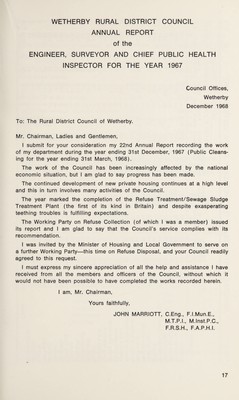 WETHERBY RURAL DISTRICT COUNCIL
ANNUAL REPORT
of the
ENGINEER, SURVEYOR AND CHIEF PUBLIC HEALTH
INSPECTOR FOR THE YEAR 1967
Council Offices,
Wetherby
December 1968
To: The Rural District Council of Wetherby.
Mr. Chairman, Ladies and Gentlemen,
I submit for your consideration my 22nd Annual Report recording the work
of my department during the year ending 31st December, 1967 (Public Cleans-
ing for the year ending 31st March, 1968).
The work of the Council has been increasingly affected by the national
economic situation, but I am glad to say progress has been made.
The continued development of new private housing continues at a high level
and this in turn involves many activities of the Council.
The year marked the completion of the Refuse Treatment/Sewage Sludge
Treatment Plant (the first of its kind in Britain) and despite exasperating
teething troubles is fulfilling expectations.
The Working Party on Refuse Collection (of which I was a member) issued
its report and I am glad to say that the Council's service complies with its
recommendation.
I was invited by the Minister of Housing and Local Government to serve on
a further Working Party—this time on Refuse Disposal, and your Council readily
agreed to this request.
I must express my sincere appreciation of all the help and assistance I have
received from all the members and officers of the Council, without which it
would not have been possible to have completed the works recorded herein.
I am, Mr. Chairman,
Yours faithfully,
JOHN MARRIOTT, C.Eng., F.I.Mun.E.,
M.T.P.I., M.Inst.P.C.,
F.R.S.H., F.A.P.H.I.
17